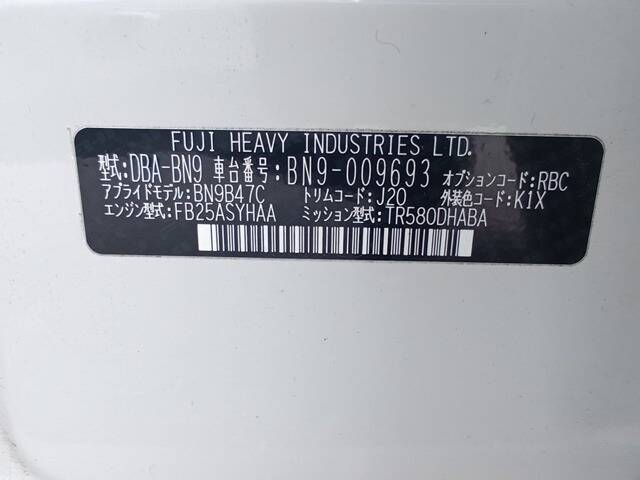 FUJI HEAVY INDUSTRIES LTD.
型式:DBA-BN9 車台番号:BN9-009693 オプションコード:RBC
アプライドモデル:BN9B47C トリムコード:J20 外装色コード:K1X
エンジン型式:FB25ASYHAA ミッション型式:TR580DHABA